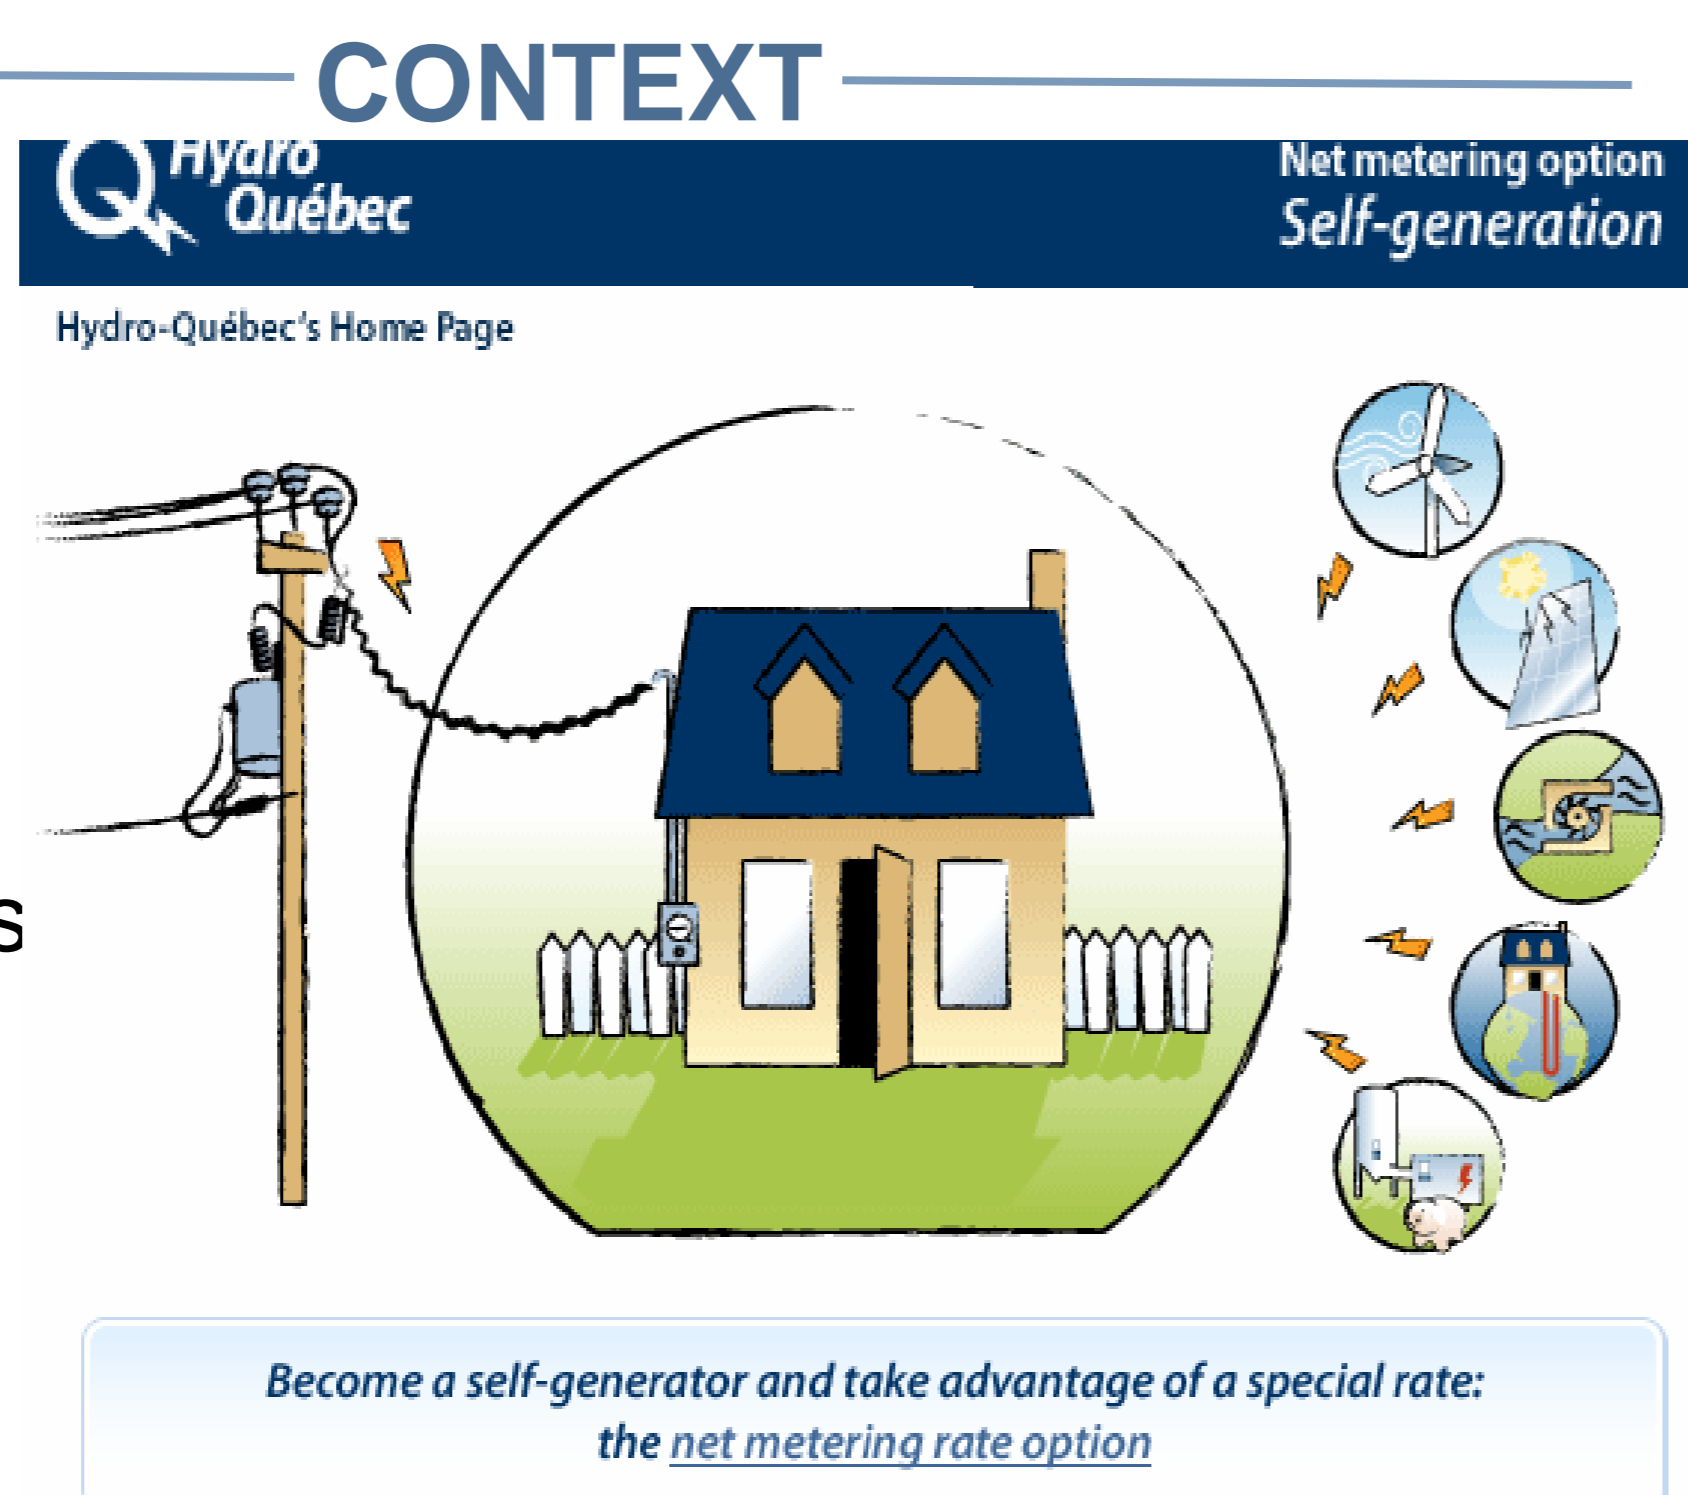 CONTEXT
Hydro
Québec
Net metering option
Self-generation
Hydro-Québec's Home Page
s
Become a self-generator and take advantage of a special rate:
the net metering rate option